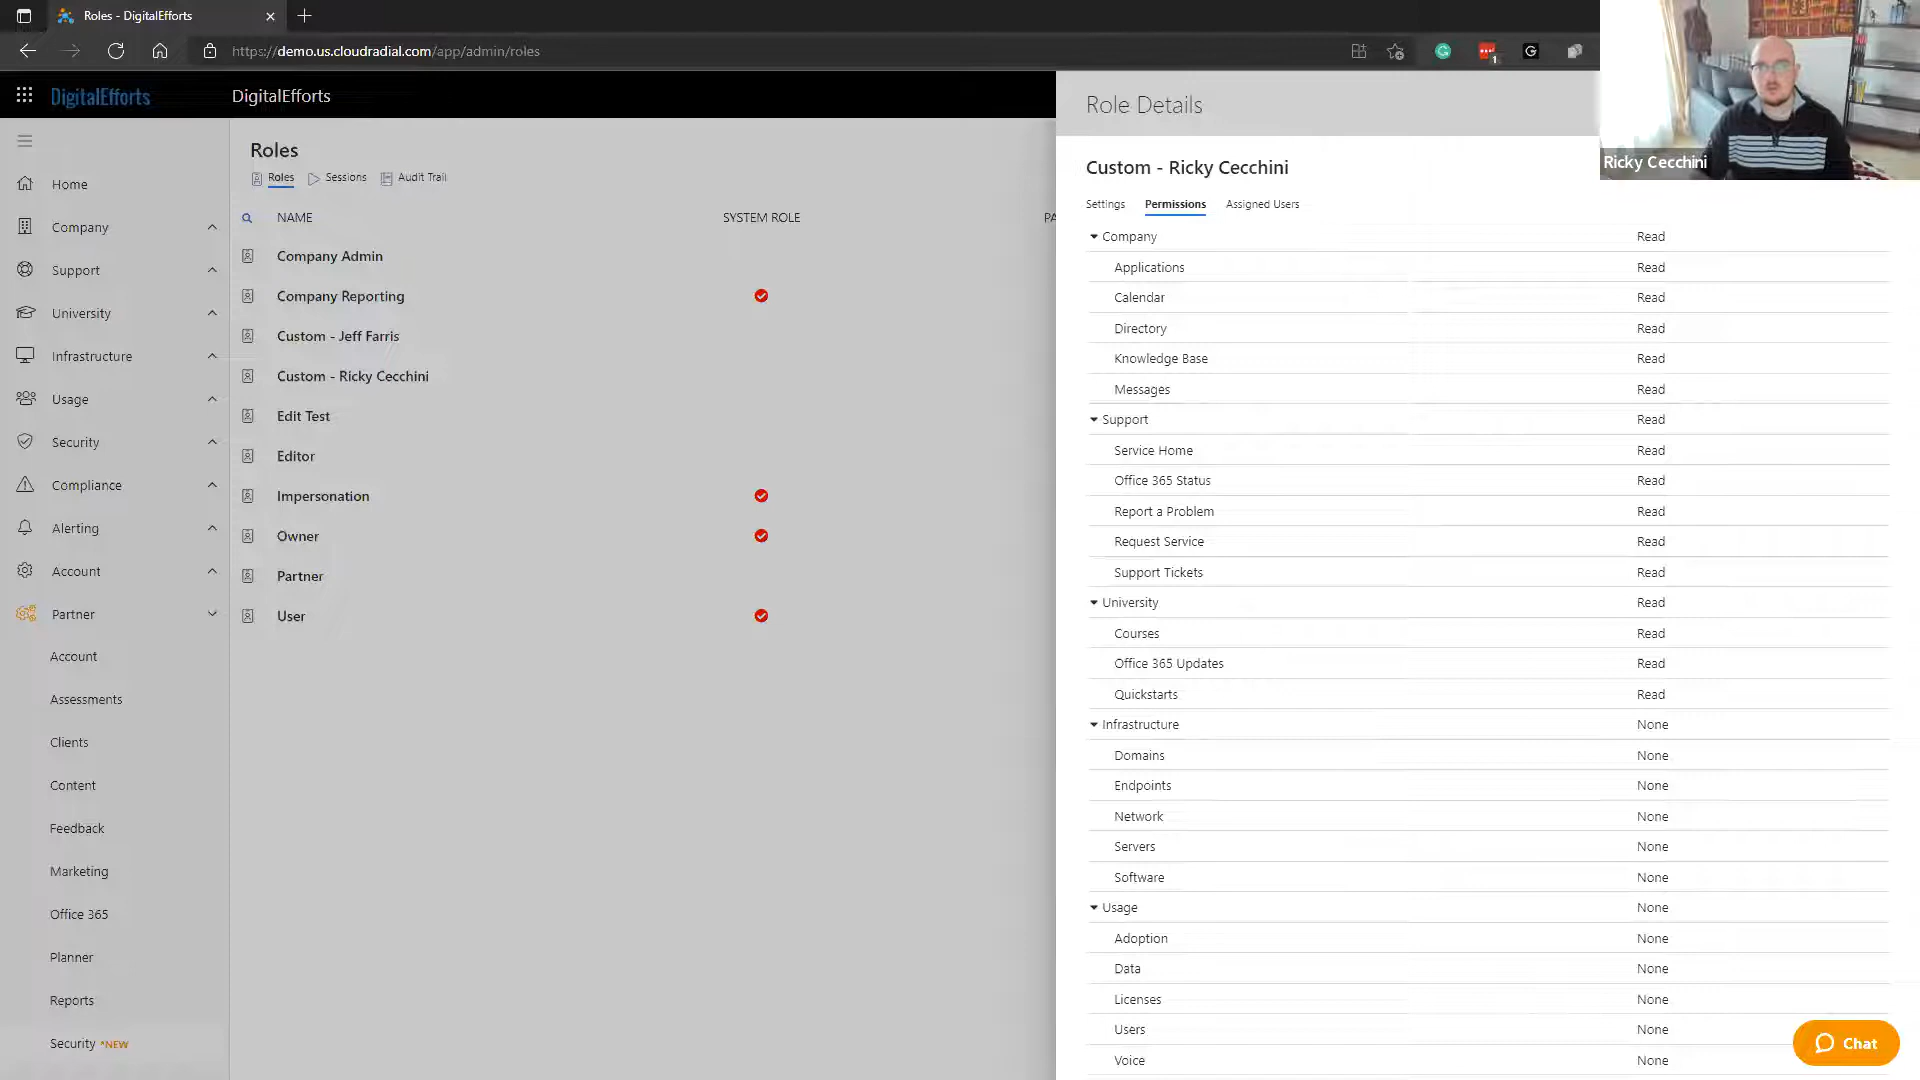 Roles - DigitalEfforts
https://demo.us.cloudradial.com/app/admin/roles
1
G
DigitalEfforts
DigitalEfforts
Home
Company
Support
University
Infrastructure
Usage
Security
Compliance
Alerting
Account
Partner
Account
Assessments
Clients
Content
Feedback
Marketing
Office 365
Planner
Reports
Security *NEW
Roles
Roles Sessions Audit Trail
NAME SYSTEM ROLE PA
Company Admin
Company Reporting
Custom - Jeff Farris
Custom - Ricky Cecchini
Edit Test
Editor
Impersonation
Owner
Partner
User
Role Details
Custom - Ricky Cecchini
Settings Permissions Assigned Users
Company Read
Applications Read
Calendar Read
Directory Read
Knowledge Base Read
Messages Read
Support Read
Service Home Read
Office 365 Status Read
Report a Problem Read
Request Service Read
Support Tickets Read
University Read
Courses Read
Office 365 Updates Read
Quickstarts Read
Infrastructure None
Domains None
Endpoints None
Network None
Servers None
Software None
Usage None
Adoption None
Data None
Licenses None
Users None
Voice None
Ricky Cecchini
Chat